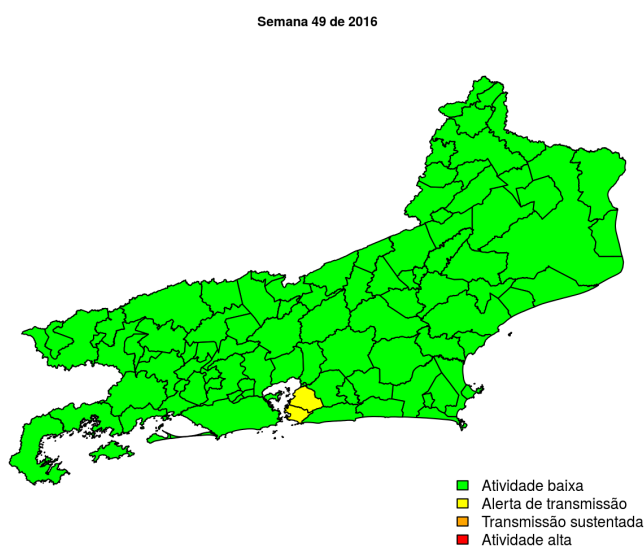 Semana 49 de 2016
Atividade baixa
Alerta de transmissão
Transmissão sustentada
Atividade alta